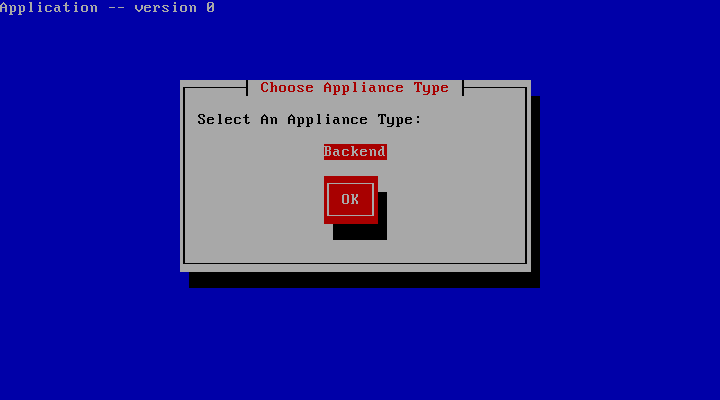 Application -- version 0
Choose Appliance Type
Select An Appliance Type:
Backend
OK